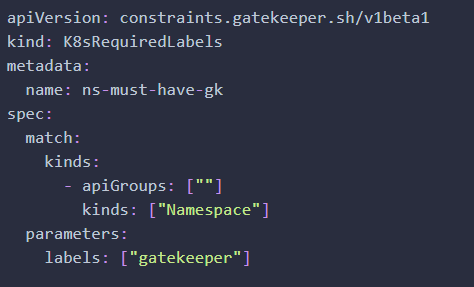 apiVersion: constraints.gatekeeper.sh/v1beta1
kind: K8sRequiredLabels
metadata:
  name: ns-must-have-gk
spec:
  match:
    kinds:
      - apiGroups: [""]
        kinds: ["Namespace"]
  parameters:
    labels: ["gatekeeper"]